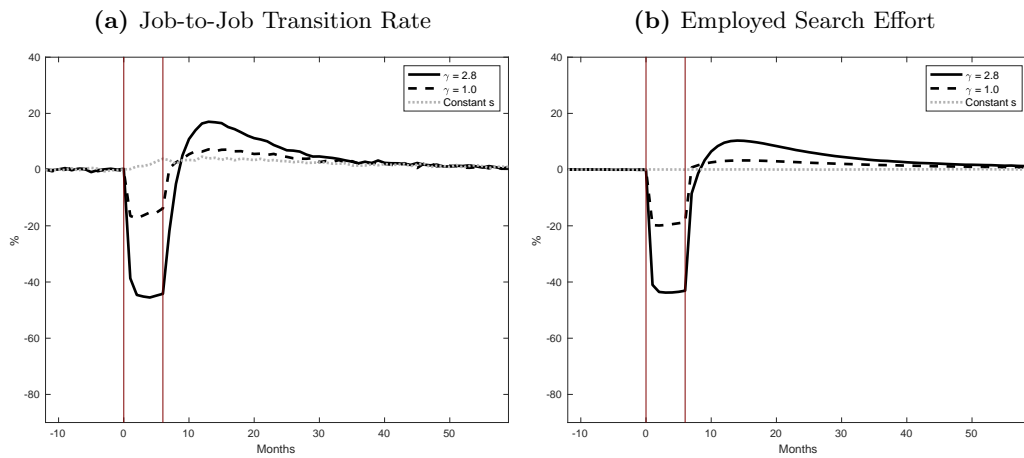 (a) Job-to-Job Transition Rate
40
20
0
-20
-40
-60
-80
%
-10 0 10 20 30 40 50
Months
γ = 2.8
γ = 1.0
Constant s
(b) Employed Search Effort
40
20
0
-20
-40
-60
-80
%
-10 0 10 20 30 40 50
Months
γ = 2.8
γ = 1.0
Constant s